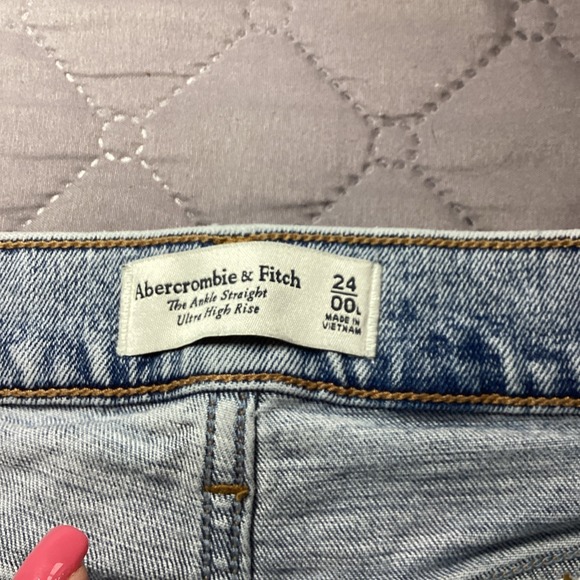 Abercrombie & Fitch
The Ankle Straight
Ultra High Rise
24
00L
MADE IN
VIETNAM